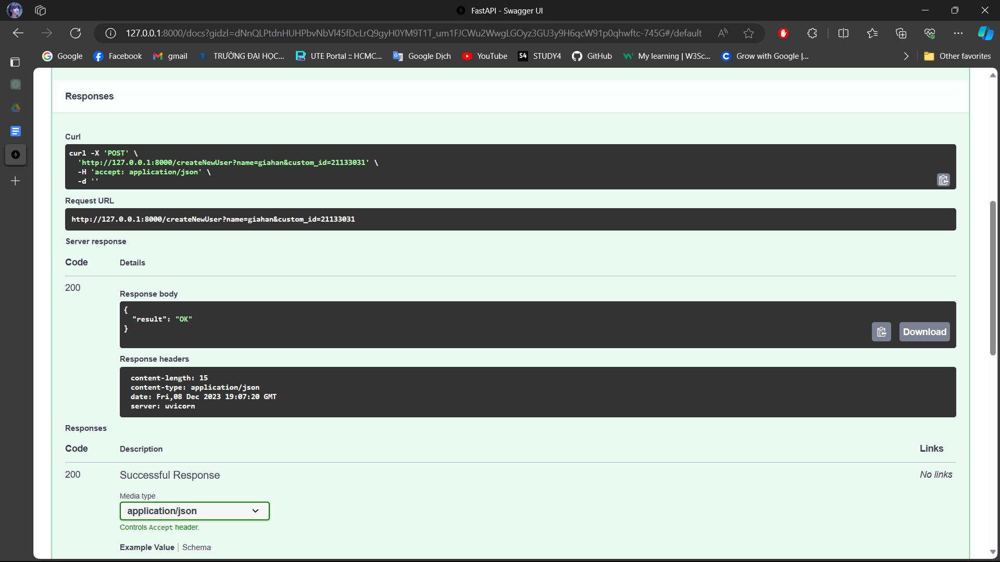 FastAPI - Swagger UI
127.0.0.1:8000/docs?gidzl=dNnQLPtdnHUHPbvNbVl45fDcLrQ9gyH0YM9T1T_um1FJCWu2WwgLGOyz3GU3y9H6qcW91p0qhwftc-745G#/default
Google Facebook gmail TRƯỜNG ĐẠI HỌC... UTE Portal :: HCMC... Google Dịch YouTube STUDY4 GitHub My learning | W3Sc... Grow with Google |... Other favorites
Responses
Curl
curl -X 'POST' \
'http://127.0.0.1:8000/createNewUser?name=giahan&custom_id=21133031' \
-H 'accept: application/json' \
-d ''
Request URL
http://127.0.0.1:8000/createNewUser?name=giahan&custom_id=21133031
Server response
Code Details
200
Response body
{
"result": "OK"
}
Download
Response headers
content-length: 15
content-type: application/json
date: Fri,08 Dec 2023 19:07:20 GMT
server: uvicorn
Responses
Code Description Links
200 Successful Response No links
Media type
application/json
Controls Accept header.
Example Value Schema